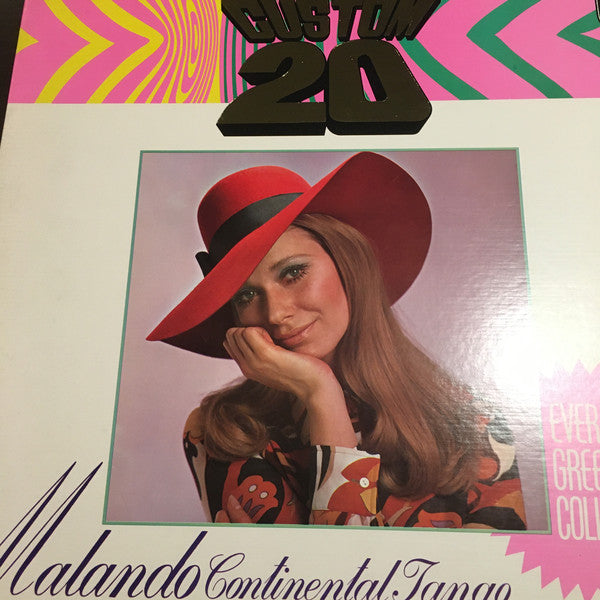 CUSTOM
20
EVER
GREE
COLL
Malando Continental Tango